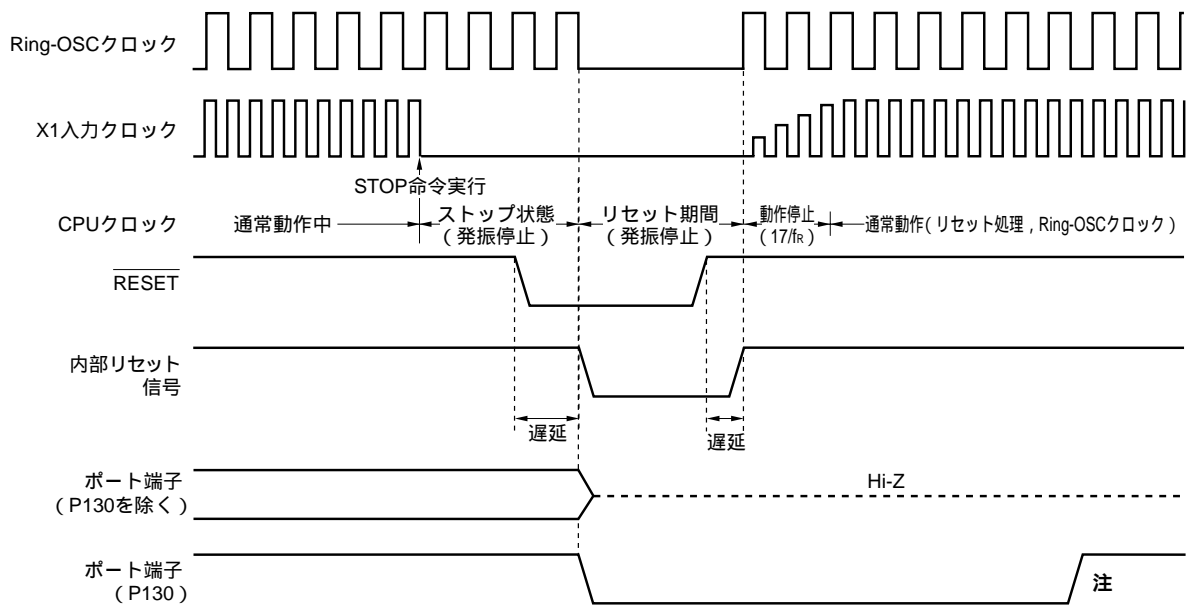 Ring-OSCクロック
X1入力クロック
STOP命令実行
CPUクロック
通常動作中
ストップ状態
(発振停止)
リセット期間
(発振停止)
動作停止
(17/fR)
通常動作(リセット処理,Ring-OSCクロック)
RESET
内部リセット
信号
遅延
遅延
ポート端子
(P130を除く)
Hi-Z
ポート端子
(P130)
注